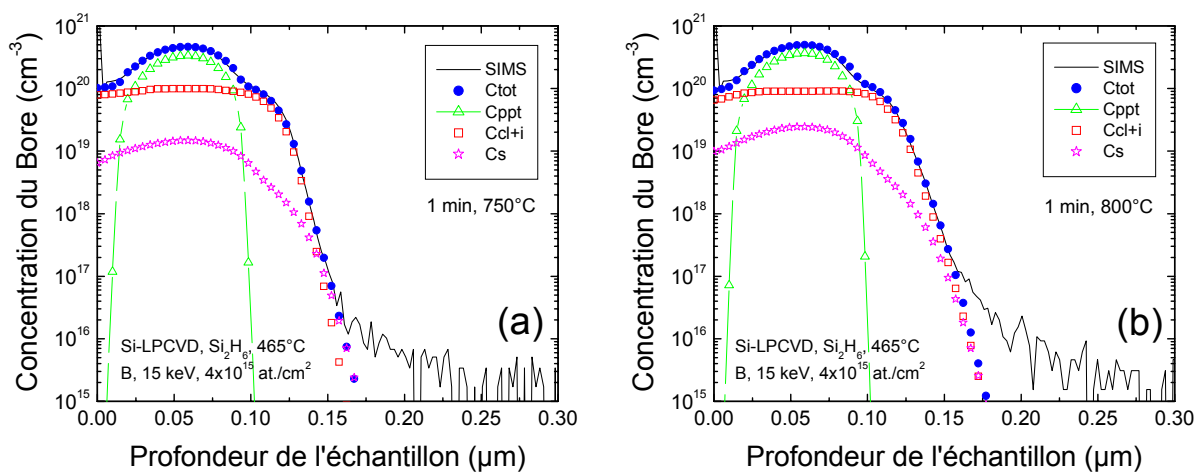 Concentration du Bore (cm⁻³)
10²¹
10²⁰
10¹⁹
10¹⁸
10¹⁷
10¹⁶
10¹⁵
SIMS
Ctot
Cppt
Ccl+i
Cs
1 min, 750°C
(a)
Si-LPCVD, Si₂H₆, 465°C
B, 15 keV, 4x10¹⁵ at./cm²
0.00 0.05 0.10 0.15 0.20 0.25 0.30
Profondeur de l'échantillon (µm)
Concentration du Bore (cm⁻³)
10²¹
10²⁰
10¹⁹
10¹⁸
10¹⁷
10¹⁶
10¹⁵
SIMS
Ctot
Cppt
Ccl+i
Cs
1 min, 800°C
(b)
Si-LPCVD, Si₂H₆, 465°C
B, 15 keV, 4x10¹⁵ at./cm²
0.00 0.05 0.10 0.15 0.20 0.25 0.30
Profondeur de l'échantillon (µm)